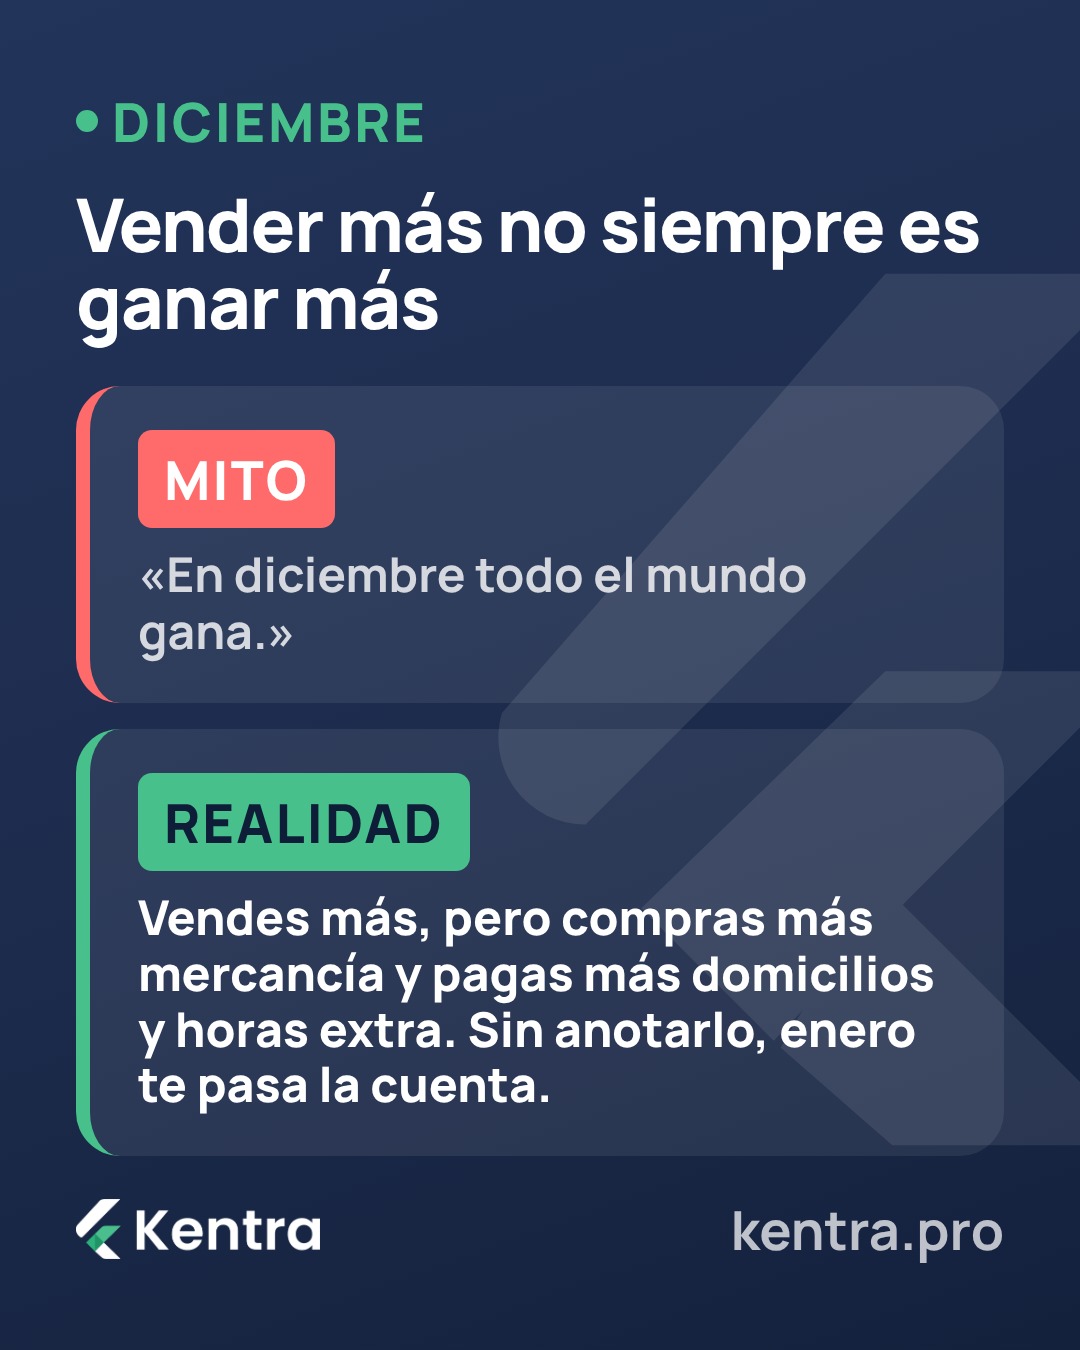 DICIEMBRE
Vender más no siempre es
ganar más
MITO
«En diciembre todo el mundo
gana.»
REALIDAD
Vendes más, pero compras más
mercancía y pagas más domicilios
y horas extra. Sin anotarlo, enero
te pasa la cuenta.
Kentra
kentra.pro